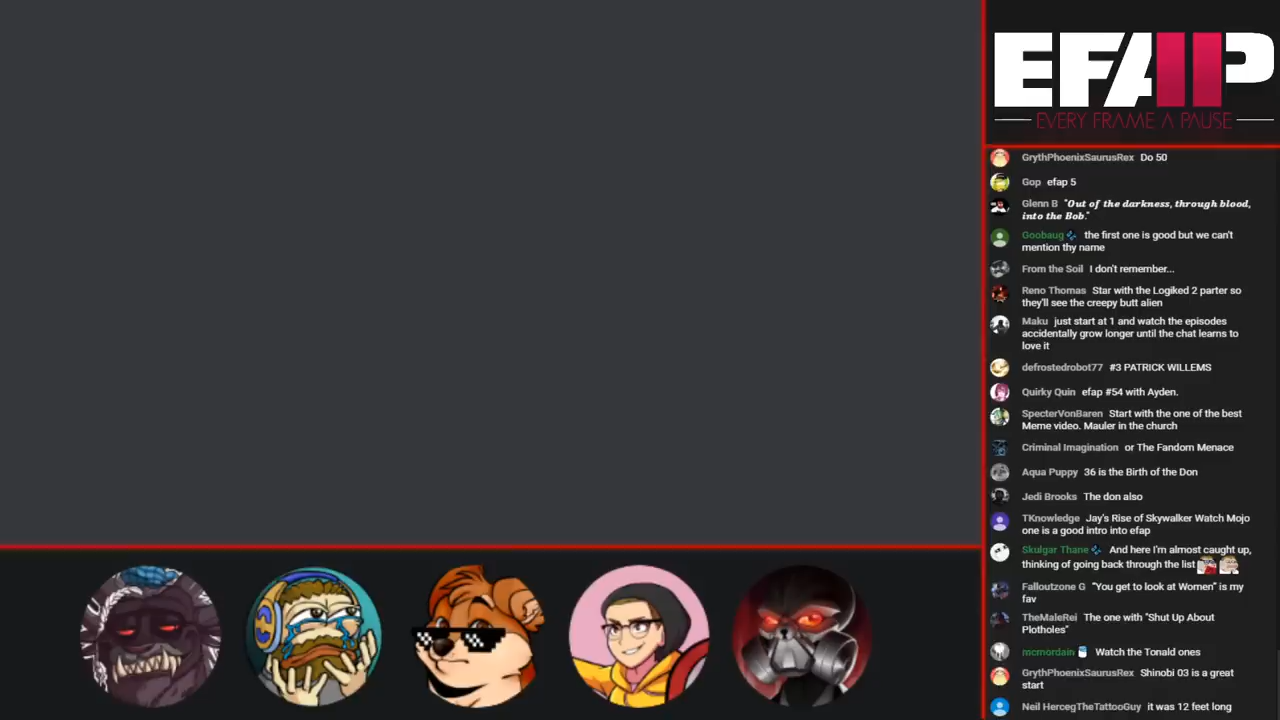 EFAP
EVERY FRAME A PAUSE
GrythPhoenixSaurusRex Do 50
Gop efap 5
Glenn B "Out of the darkness, through blood,
into the Bob."
Goobaug the first one is good but we can't
mention thy name
From the Soil I don't remember...
Reno Thomas Star with the Logiked 2 parter so
they'll see the creepy butt alien
Maku just start at 1 and watch the episodes
accidentally grow longer until the chat learns to
love it
defrostedrobot77 #3 PATRICK WILLEMS
Quirky Quin efap #54 with Ayden.
SpecterVonBaren Start with the one of the best
Meme video. Mauler in the church
Criminal Imagination or The Fandom Menace
Aqua Puppy 36 is the Birth of the Don
Jedi Brooks The don also
TKnowledge Jay's Rise of Skywalker Watch Mojo
one is a good intro into efap
Skulgar Thane And here I'm almost caught up,
thinking of going back through the list
Falloutzone G "You get to look at Women" is my
fav
TheMaleRei The one with "Shut Up About
Plotholes"
mcmordain Watch the Tonald ones
GrythPhoenixSaurusRex Shinobi 03 is a great
start
Neil HercegTheTattooGuy it was 12 feet long